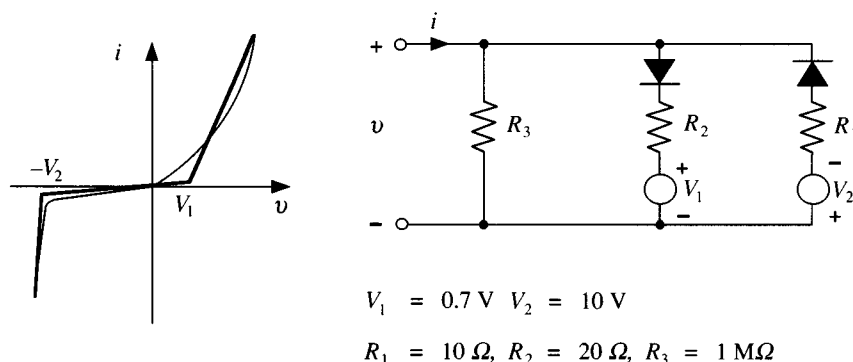 i
−V₂
V₁
υ
+
i
υ
−
R₃
R₂
+
V₁
−
R
−
V₂
+
V₁ = 0.7 V V₂ = 10 V
R₁ = 10 Ω, R₂ = 20 Ω, R₃ = 1 MΩ